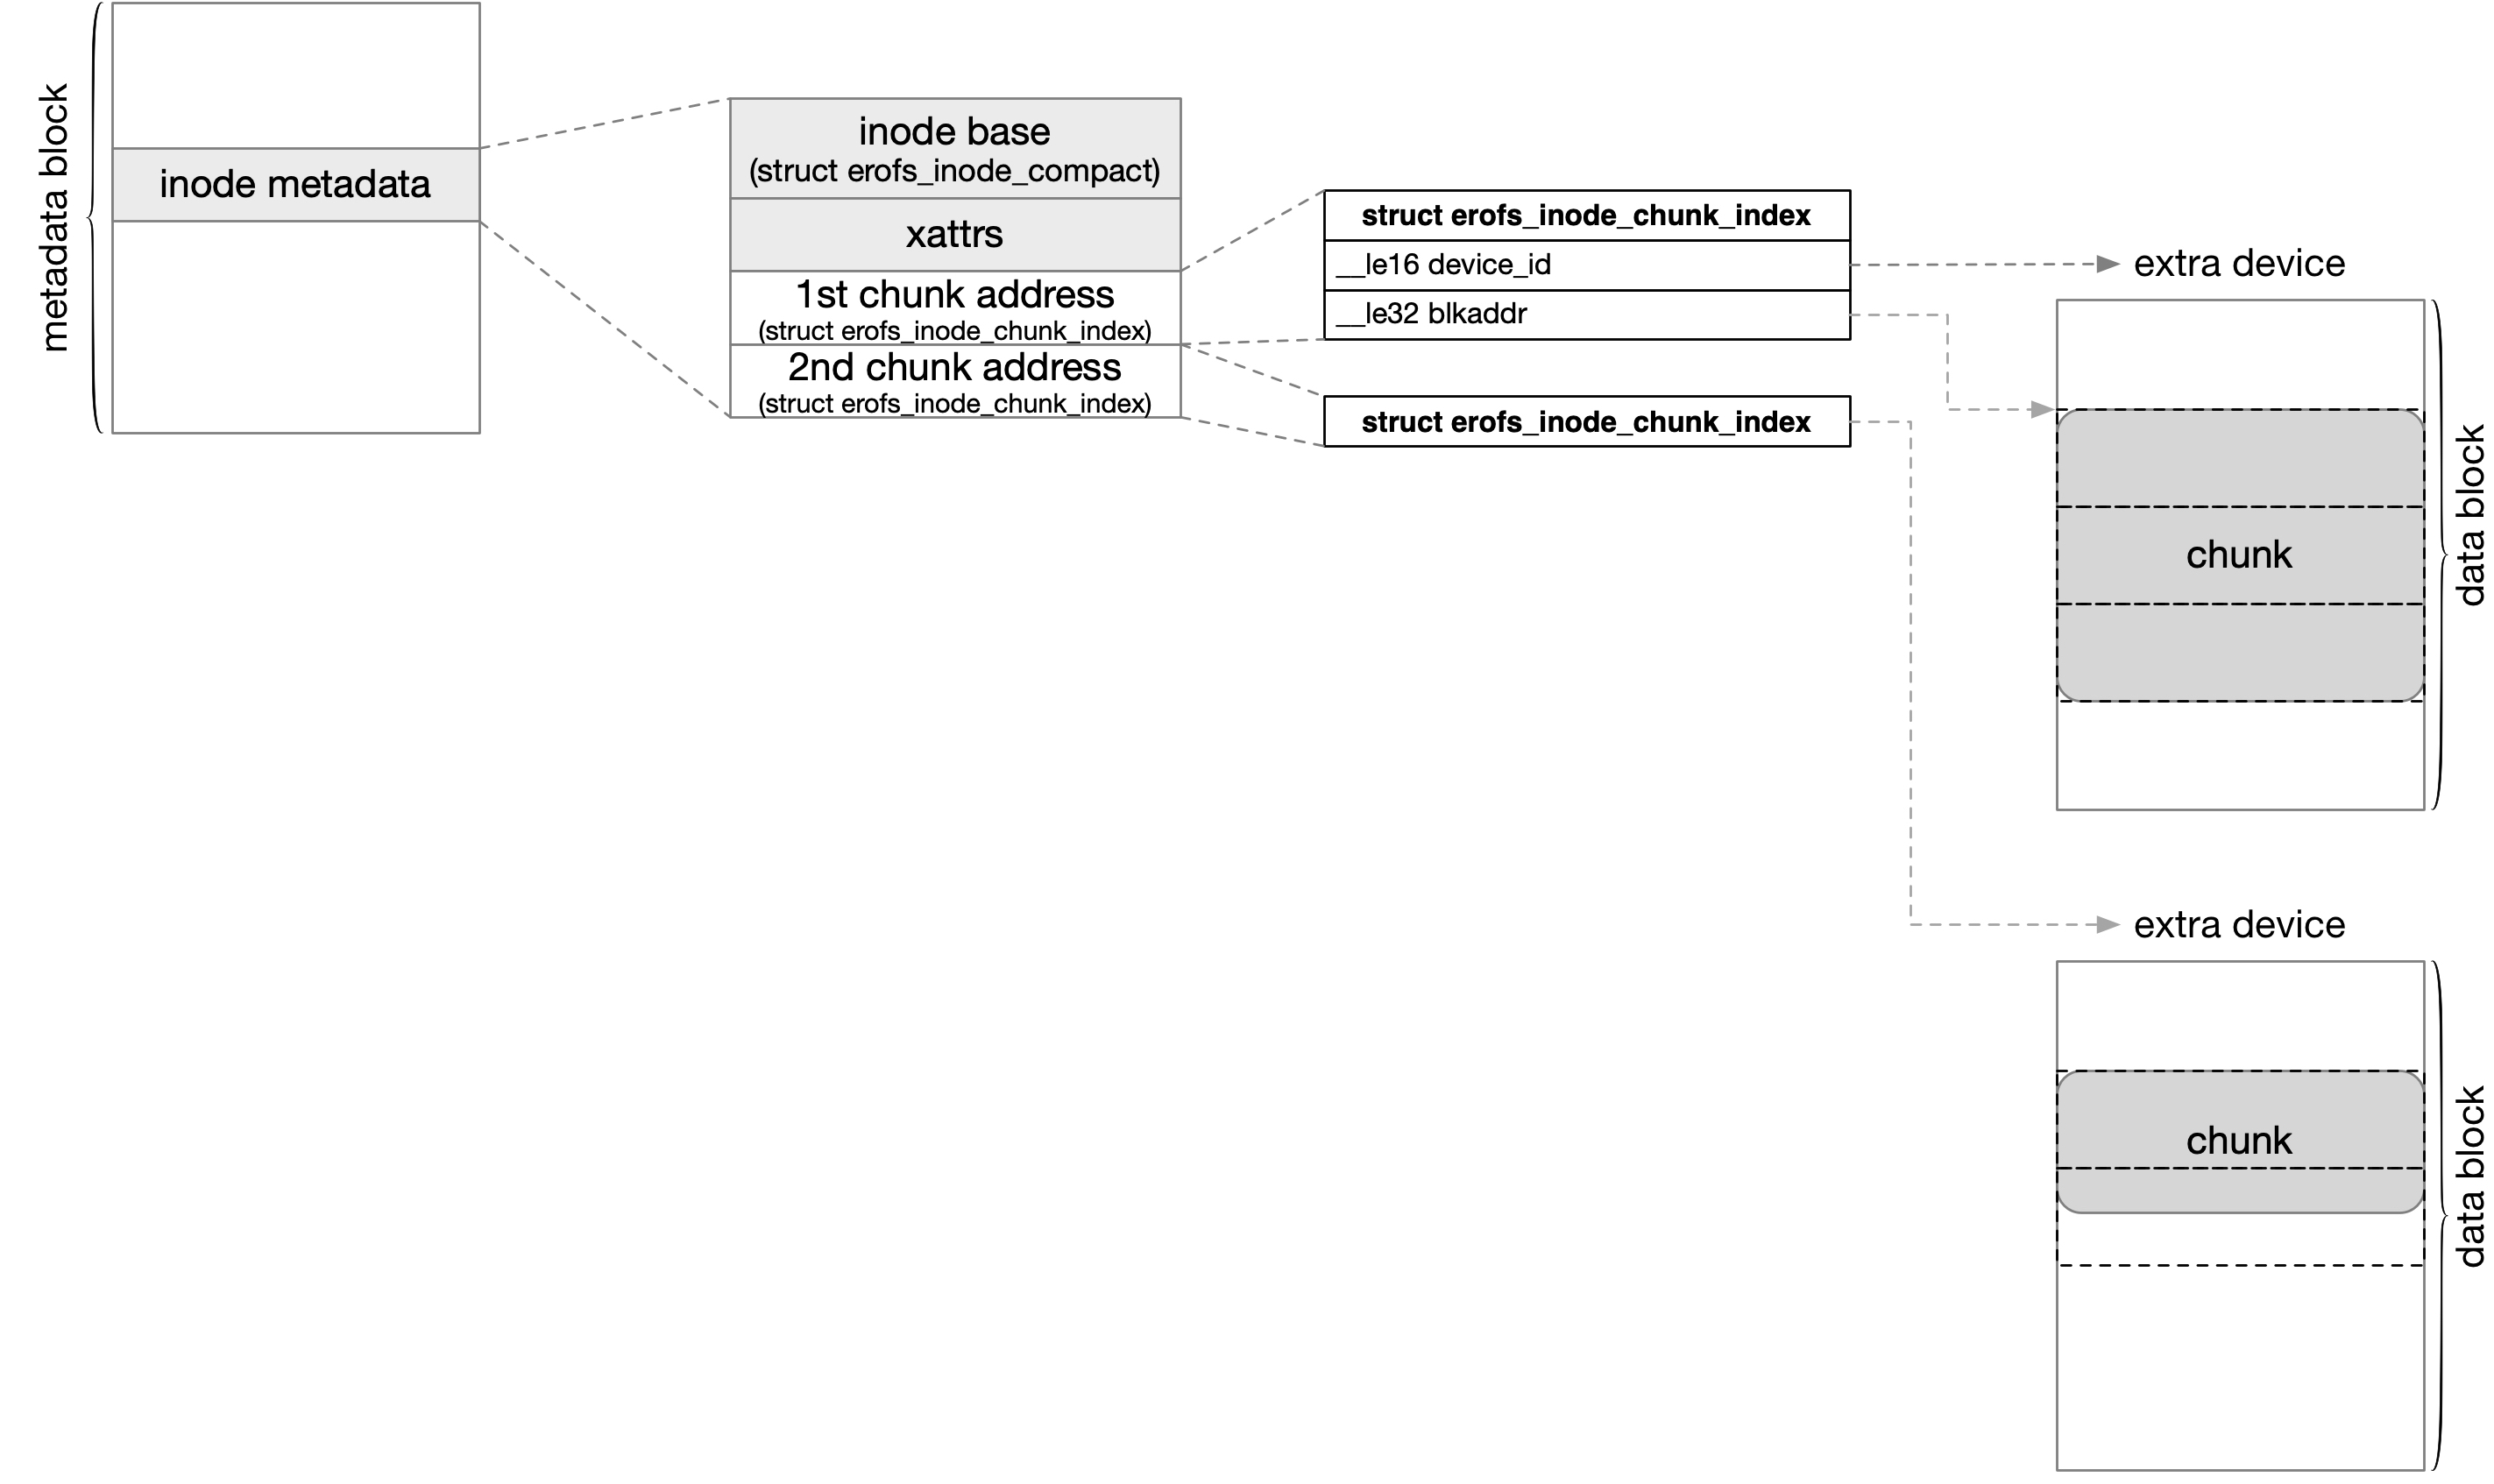 metadata block
inode metadata
inode base
(struct erofs_inode_compact)
xattrs
1st chunk address
(struct erofs_inode_chunk_index)
2nd chunk address
(struct erofs_inode_chunk_index)
struct erofs_inode_chunk_index
__le16 device_id
__le32 blkaddr
struct erofs_inode_chunk_index
extra device
chunk
data block
extra device
chunk
data block